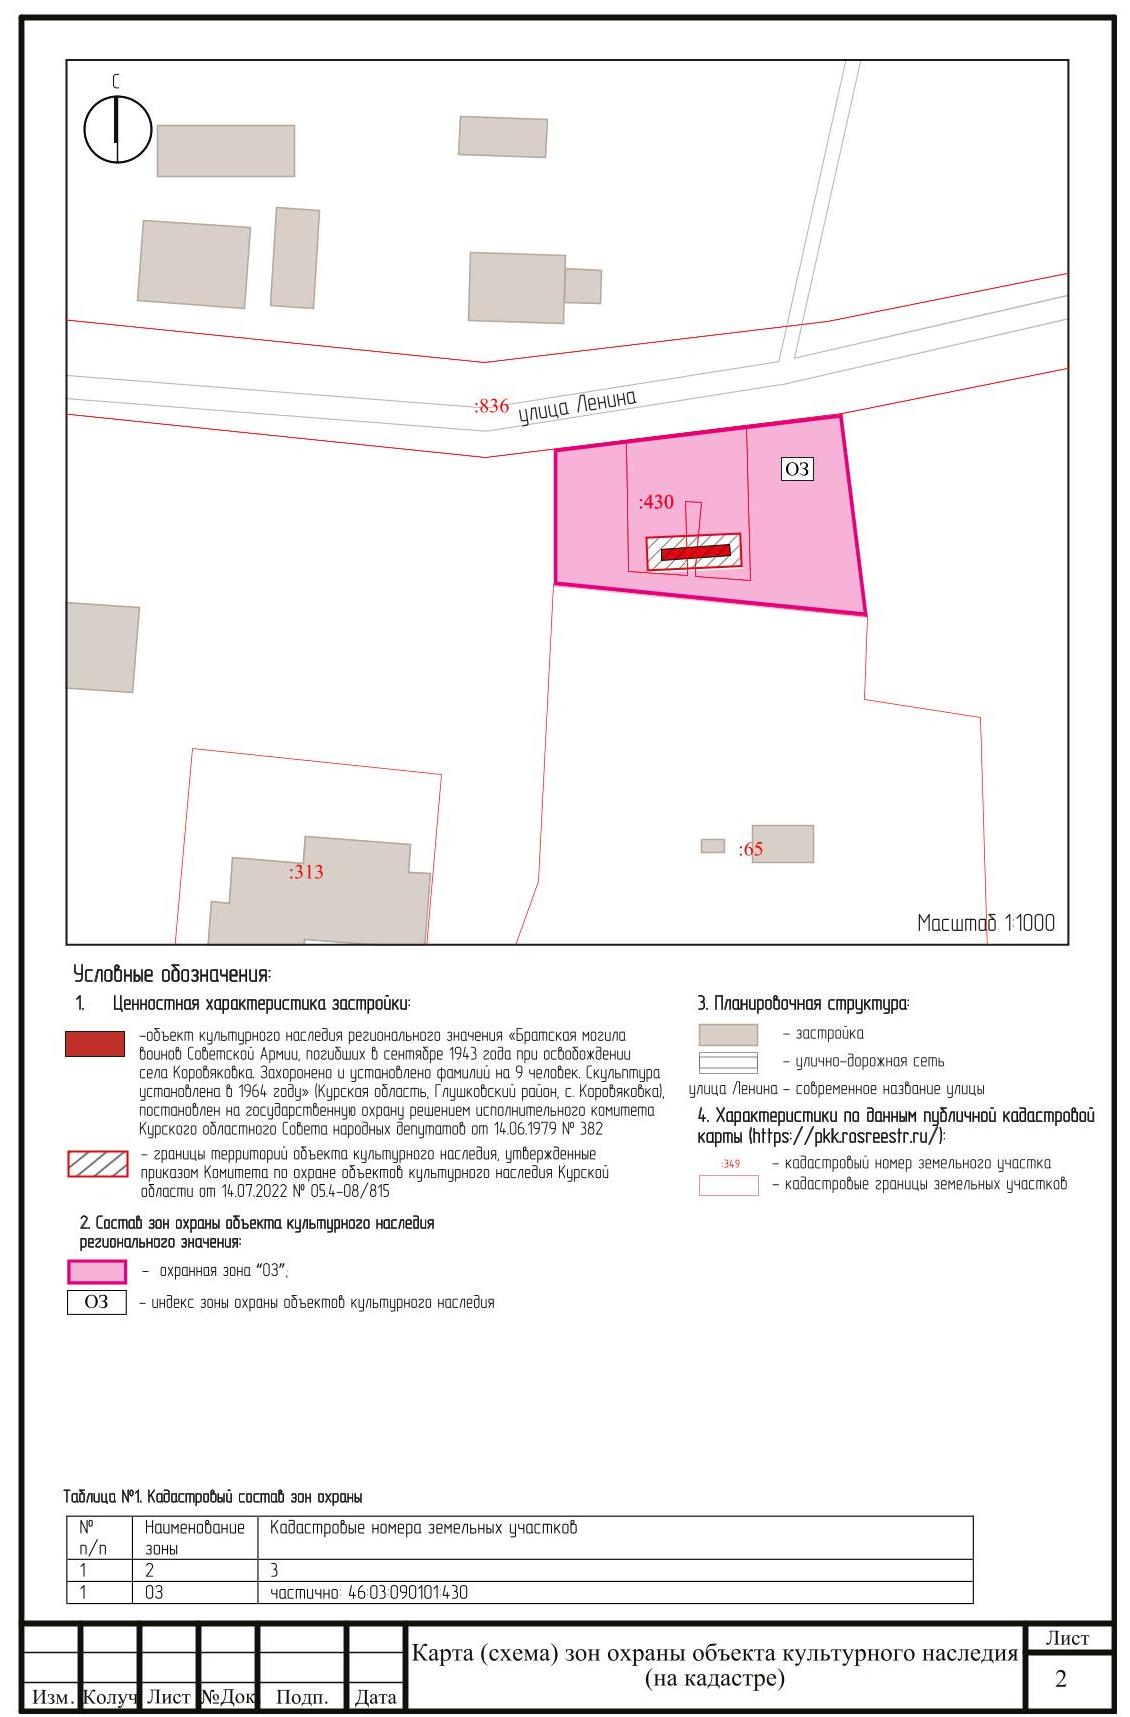 С
:836
улица Ленина
ОЗ
:430
:313
:65
Масштаб 1:1000
Условные обозначения:
1. Ценностная характеристика застройки:
–объект культурного наследия регионального значения «Братская могила
воинов Советской Армии, погибших в сентябре 1943 года при освобождении
села Коровяковка. Захоронено и установлено фамилий на 9 человек. Скульптура
установлена в 1964 году» (Курская область, Глушковский район, с. Коровяковка),
постановлен на государственную охрану решением исполнительного комитета
Курского областного Совета народных депутатов от 14.06.1979 № 382
– границы территорий объекта культурного наследия, утвержденные
приказом Комитета по охране объектов культурного наследия Курской
области от 14.07.2022 № 05.4-08/815
2. Состав зон охраны объекта культурного наследия
регионального значения:
– охранная зона “ОЗ”;
ОЗ
– индекс зоны охраны объектов культурного наследия
3. Планировочная структура:
– застройка
– улично-дорожная сеть
улица Ленина – современное название улицы
4. Характеристики по данным публичной кадастровой
карты (https://pkk.rosreestr.ru/):
:349 – кадастровый номер земельного участка
– кадастровые границы земельных участков
Таблица №1. Кадастровый состав зон охраны
№ Наименование Кадастровые номера земельных участков
п/п зоны
1 2 3
1 ОЗ частично: 46:03:090101:430
Карта (схема) зон охраны объекта культурного наследия
(на кадастре)
Лист
2
Изм. Колуч Лист №Док Подп. Дата